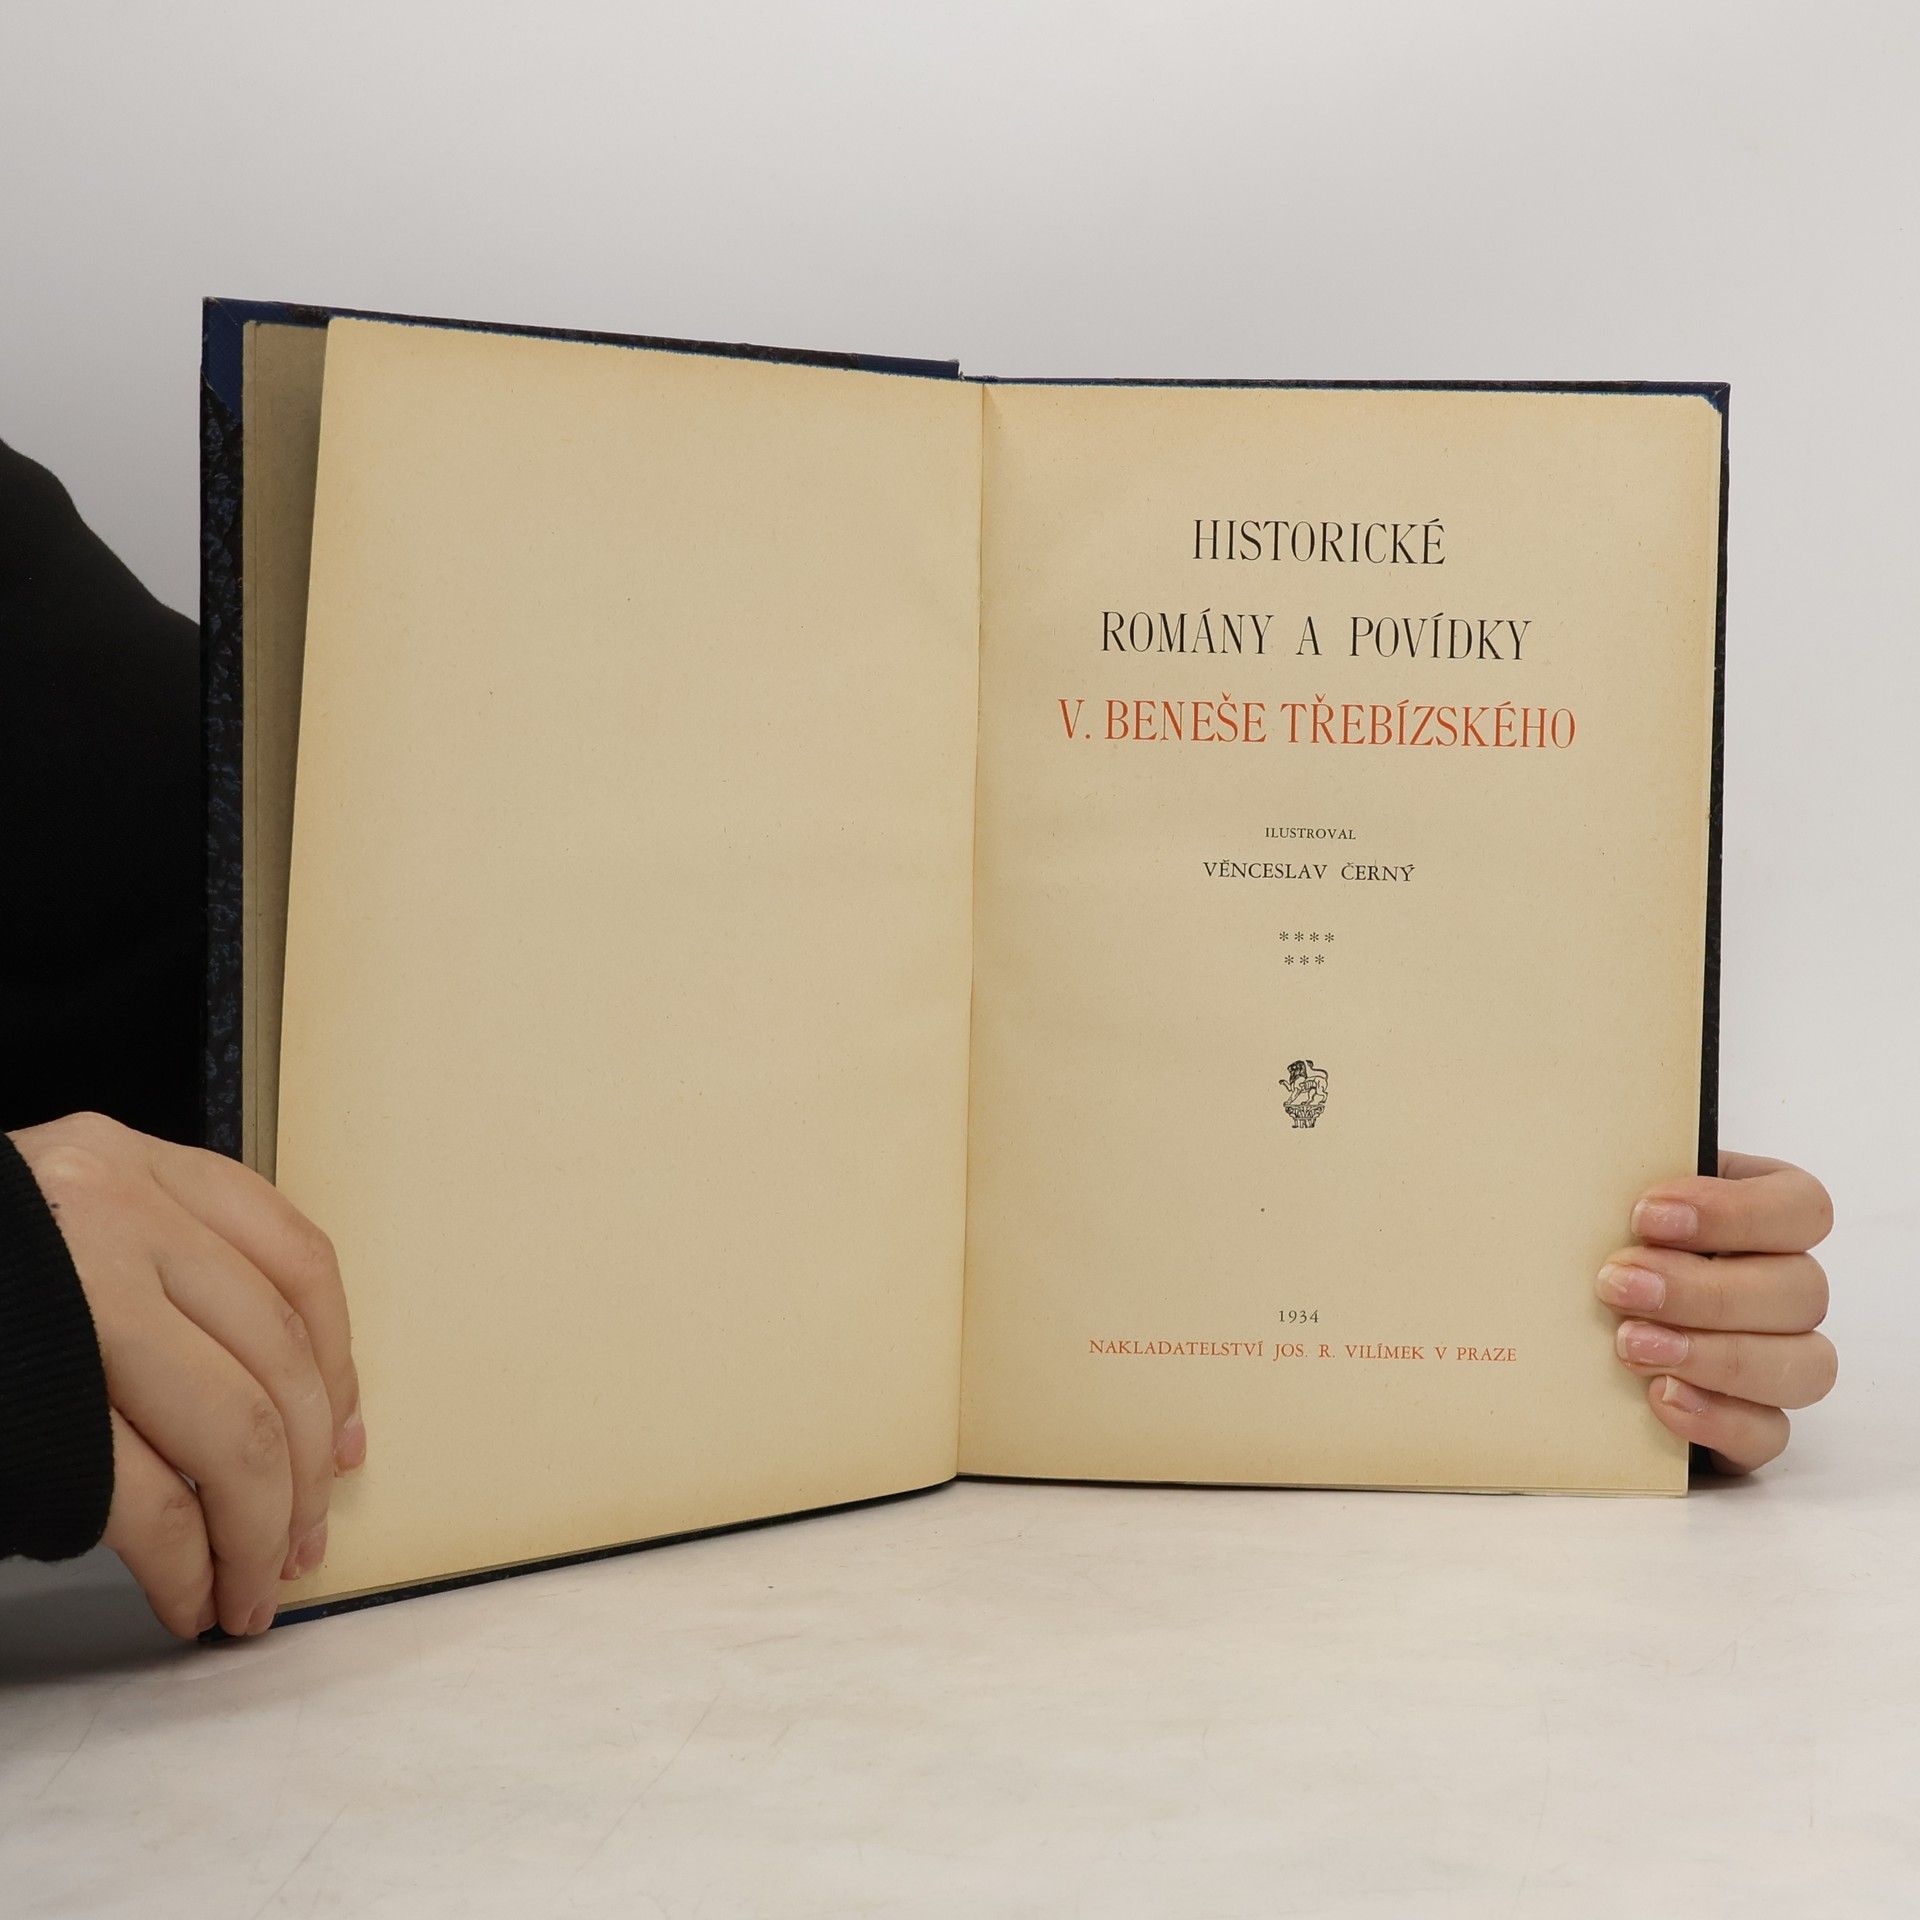 HISTORICKÉ
ROMÁNY A POVÍDKY
V. BENEŠE TŘEBÍZSKÉHO
ILUSTROVAL
VĚNCESLAV ČERNÝ
* * * *
* * *
1934
NAKLADATELSTVÍ JOS. R. VILÍMEK V PRAZE